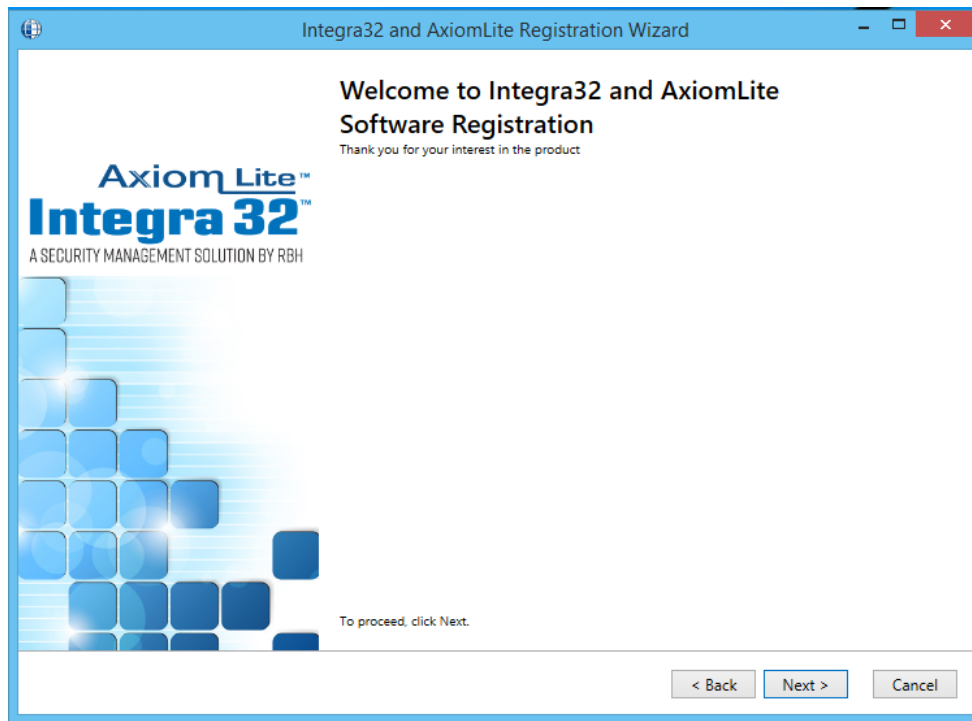 Integra32 and AxiomLite Registration Wizard
Welcome to Integra32 and AxiomLite
Software Registration
Thank you for your interest in the product
Axiom Lite™
Integra 32™
A SECURITY MANAGEMENT SOLUTION BY RBH
To proceed, click Next.
< Back
Next >
Cancel